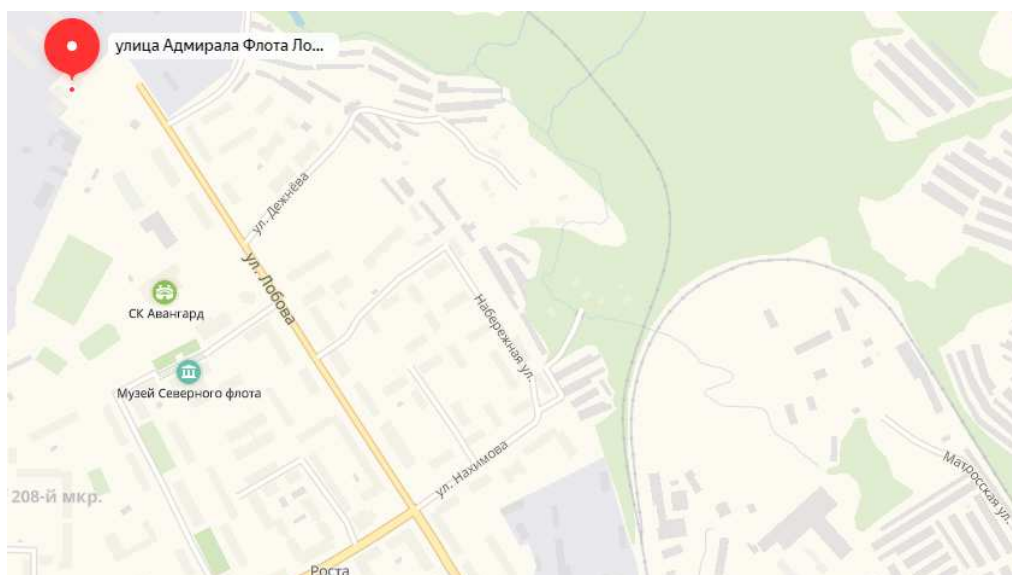 улица Адмирала Флота Ло...
ул. Дежнёва
ул. Лобова
СК Авангард
Набережная ул.
Музей Северного флота
ул. Нахимова
Матросская ул.
208-й мкр.
Роста